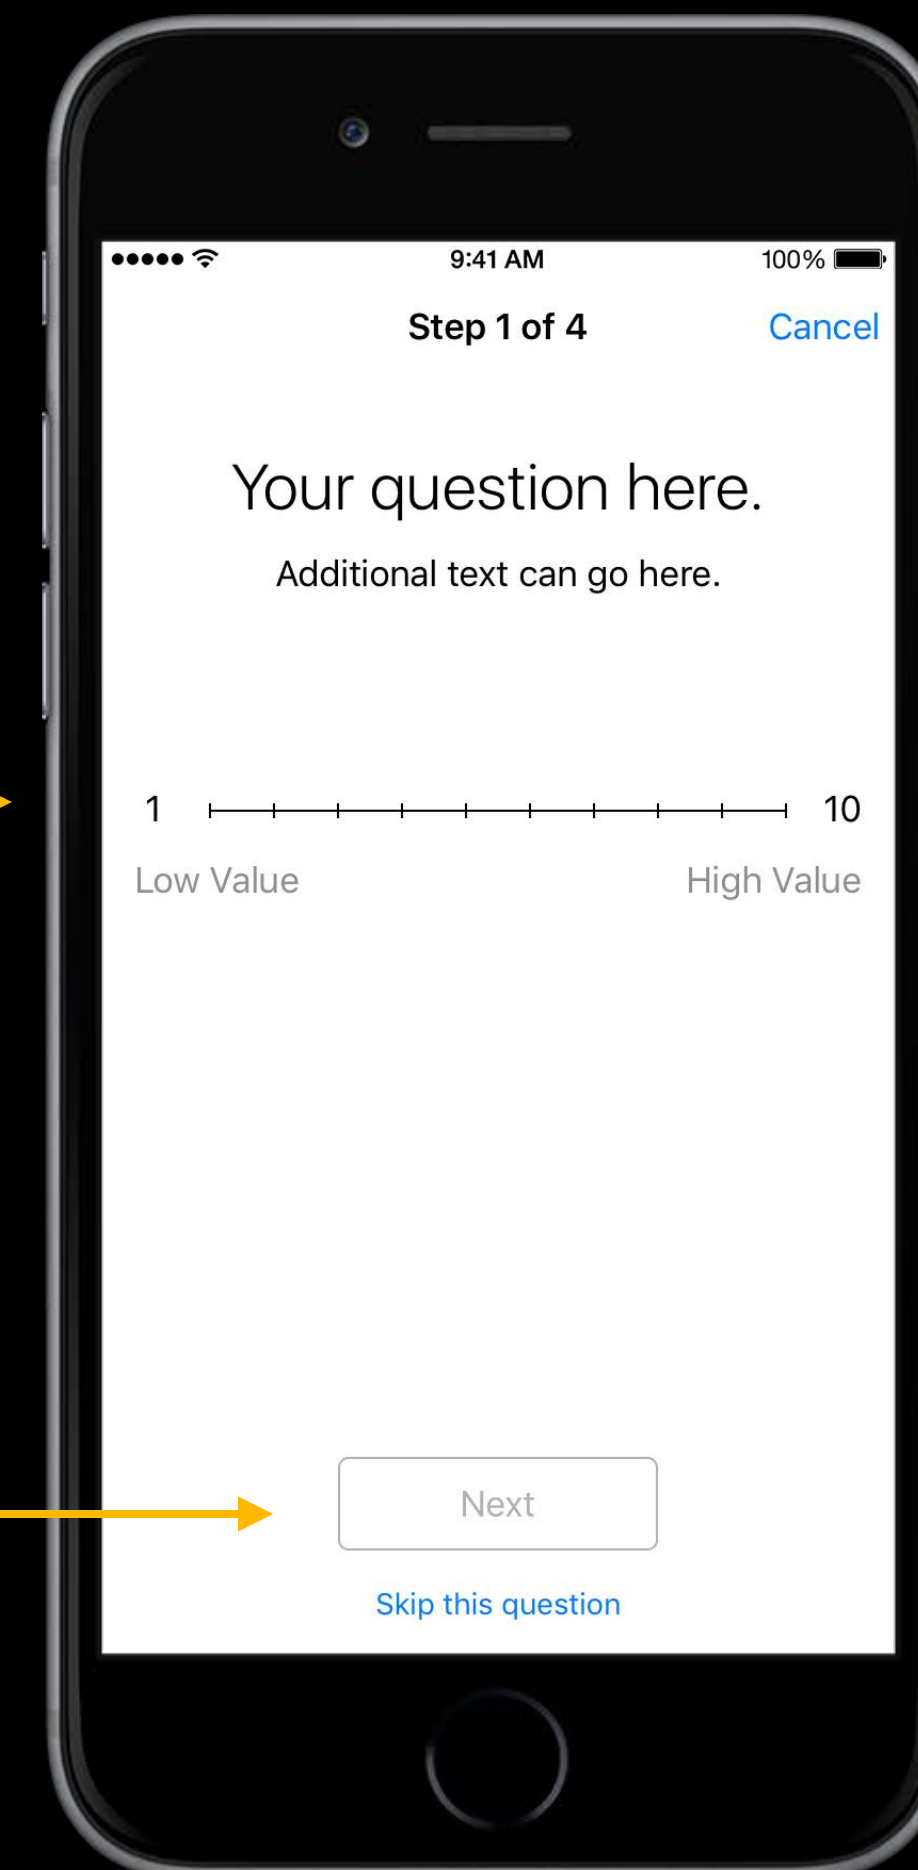 9:41 AM 100%
Step 1 of 4 Cancel
Your question here.
Additional text can go here.
1 10
Low Value High Value
Next
Skip this question